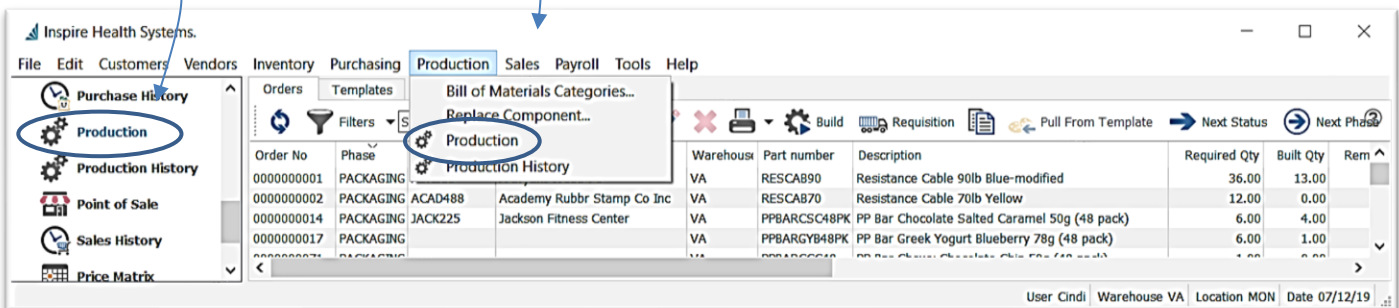 Inspire Health Systems.
File Edit Customers Vendors Inventory Purchasing Production Sales Payroll Tools Help
Purchase History
Production
Production History
Point of Sale
Sales History
Price Matrix
Orders Templates
Bill of Materials Categories...
Replace Component...
Production
Production History
Filters Build Requisition Pull From Template Next Status Next Phase
Order No Phase Warehouse Part number Description Required Qty Built Qty Rem
0000000001 PACKAGING VA RESCAB90 Resistance Cable 90lb Blue-modified 36.00 13.00
0000000002 PACKAGING ACAD488 Academy Rubbr Stamp Co Inc VA RESCAB70 Resistance Cable 70lb Yellow 12.00 0.00
0000000014 PACKAGING JACK225 Jackson Fitness Center VA PPBARCSC48PK PP Bar Chocolate Salted Caramel 50g (48 pack) 6.00 4.00
0000000017 PACKAGING VA PPBARGYB48PK PP Bar Greek Yogurt Blueberry 78g (48 pack) 6.00 1.00
User Cindi Warehouse VA Location MON Date 07/12/19